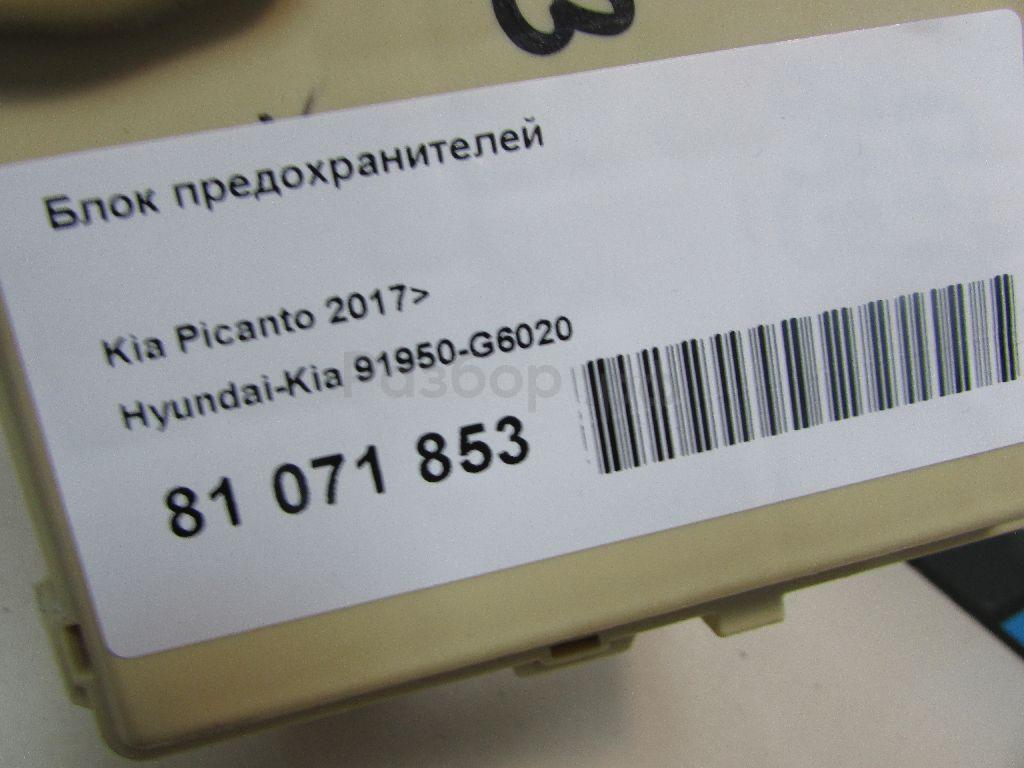 Блок предохранителей
Kia Picanto 2017>
Hyundai-Kia 91950-G6020
81 071 853